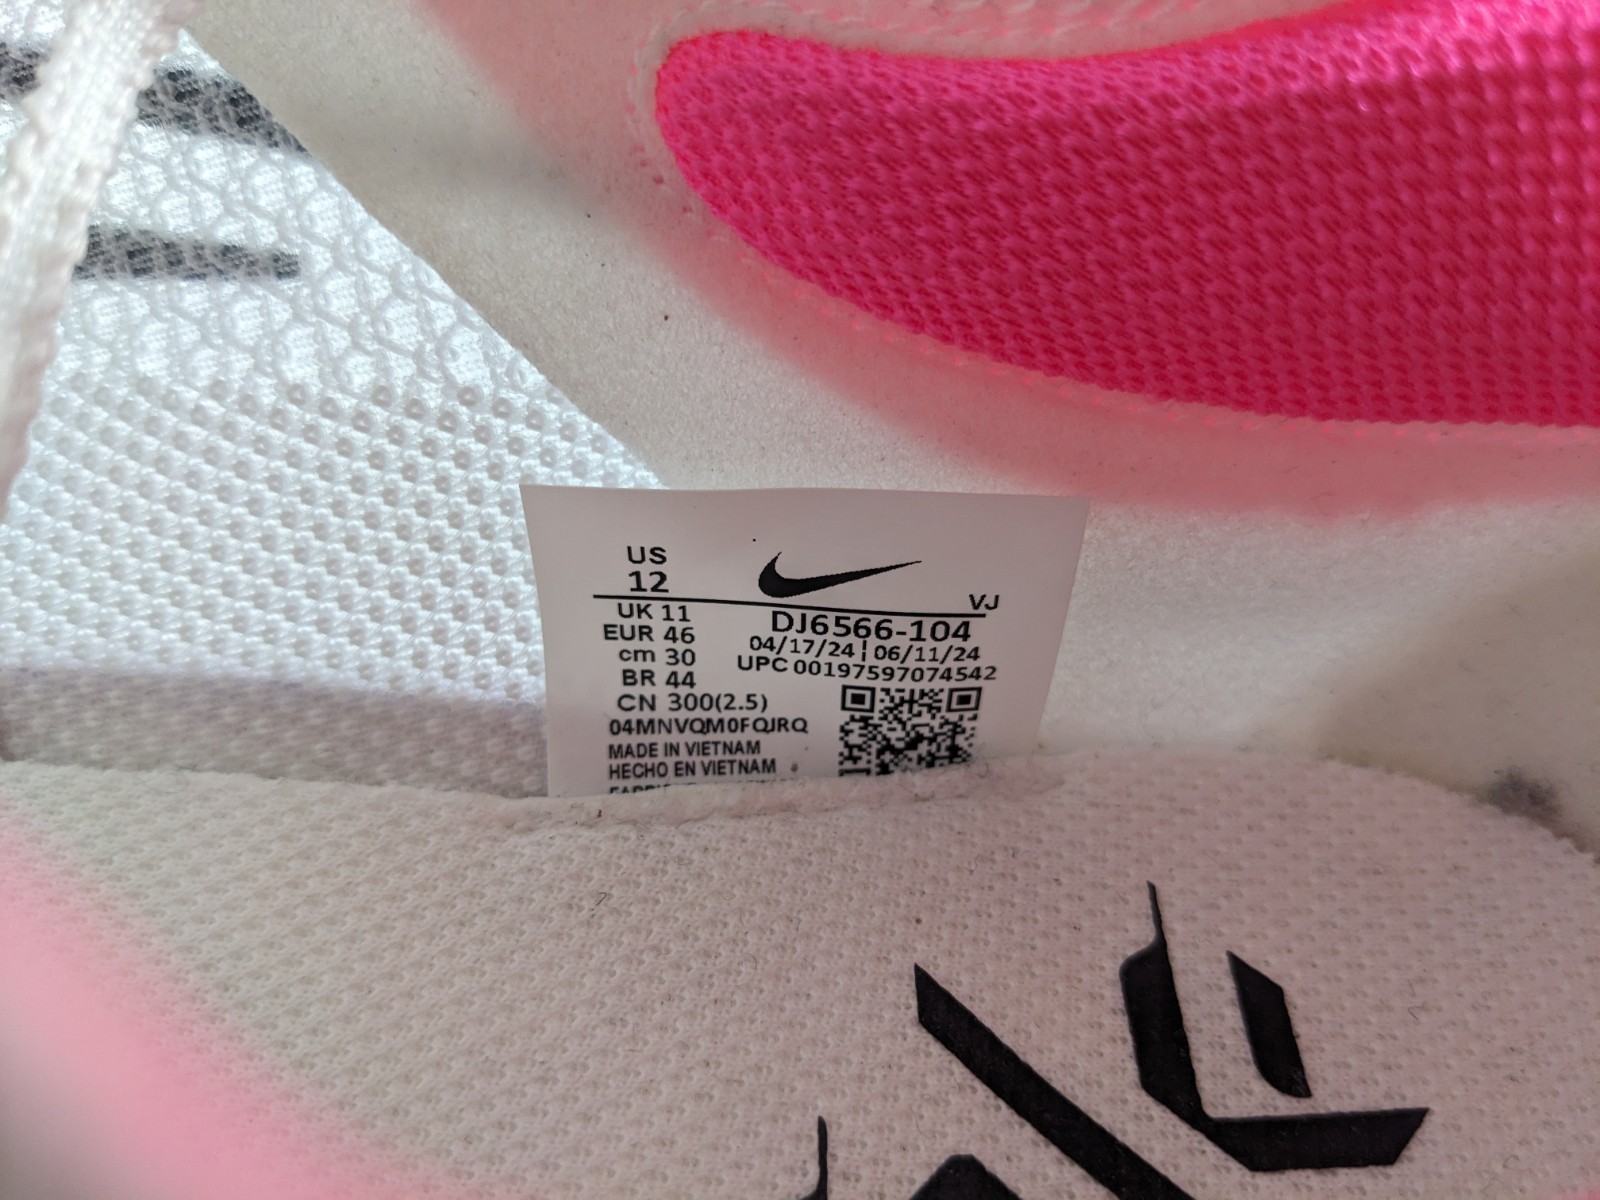 US
12
VJ
UK 11
DJ6566-104
EUR 46
04/17/24 | 06/11/24
cm 30
UPC 00197597074542
BR 44
CN 300(2.5)
04MNVQM0FQJRQ
MADE IN VIETNAM
HECHO EN VIETNAM